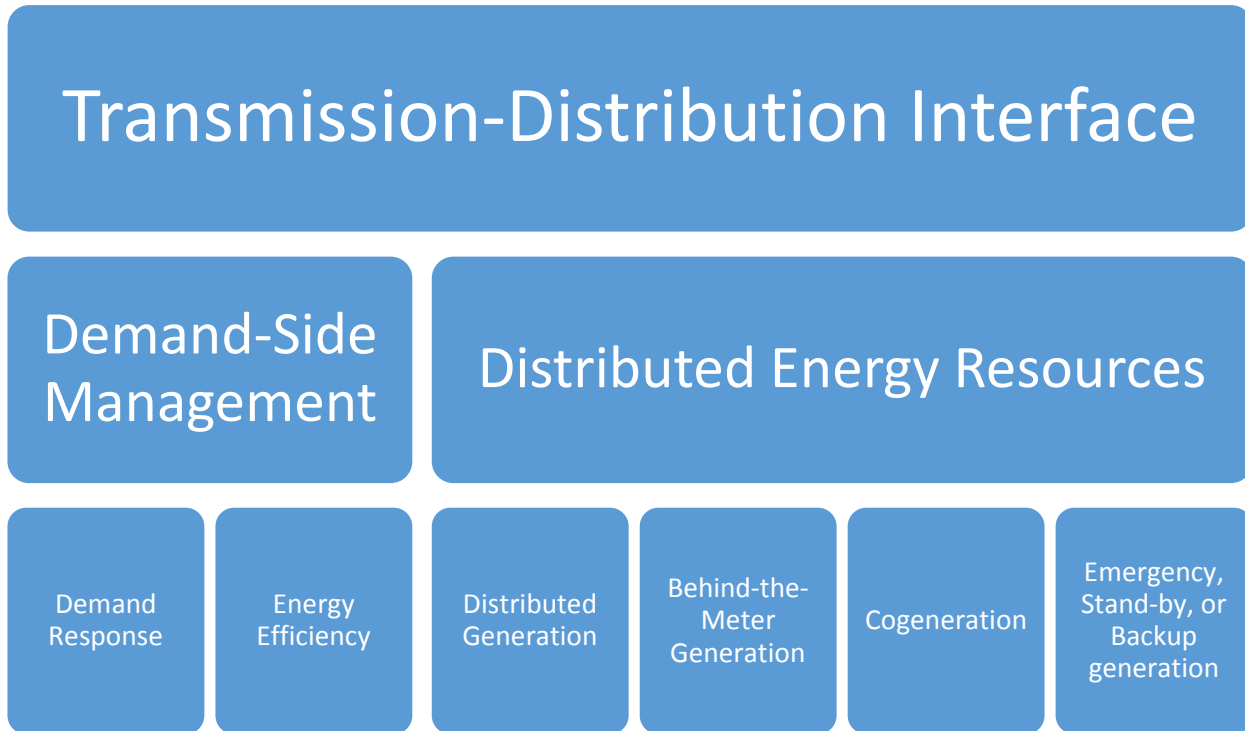 Transmission-Distribution Interface
Demand-Side
Management
Distributed Energy Resources
Demand
Response
Energy
Efficiency
Distributed
Generation
Behind-the-
Meter
Generation
Cogeneration
Emergency,
Stand-by, or
Backup
generation